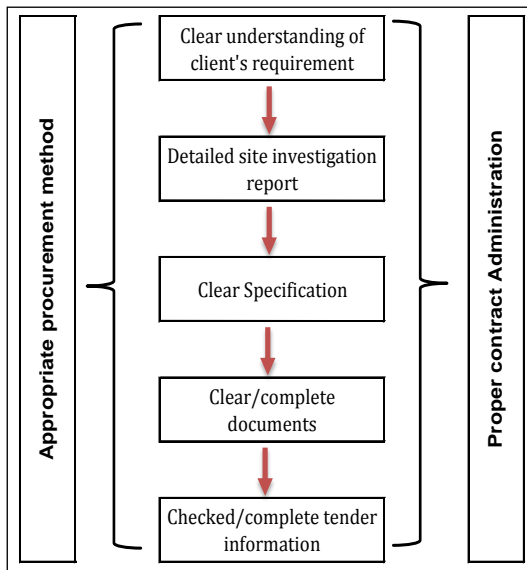 Appropriate procurement method
Clear understanding of
client's requirement
Detailed site investigation
report
Clear Specification
Clear/complete
documents
Checked/complete tender
information
Proper contract Administration